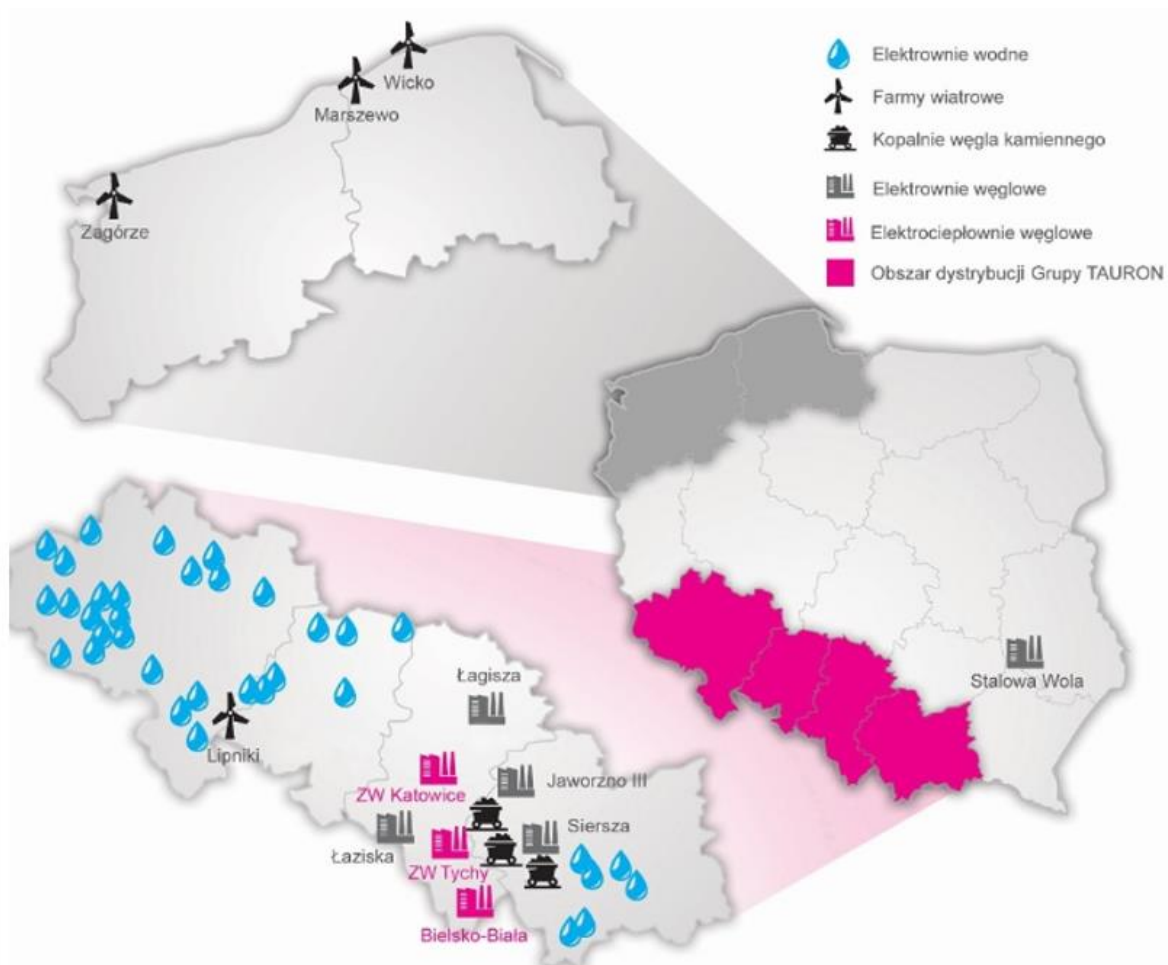 Elektrownie wodne
Farmy wiatrowe
Kopalnie węgla kamiennego
Elektrownie węglowe
Elektrociepłownie węglowe
Obszar dystrybucji Grupy TAURON
Wicko
Marszewo
Zagórze
Stalowa Wola
Łagisza
Lipniki
ZW Katowice
Jaworzno III
Siersza
Łaziska
ZW Tychy
Bielsko-Biała